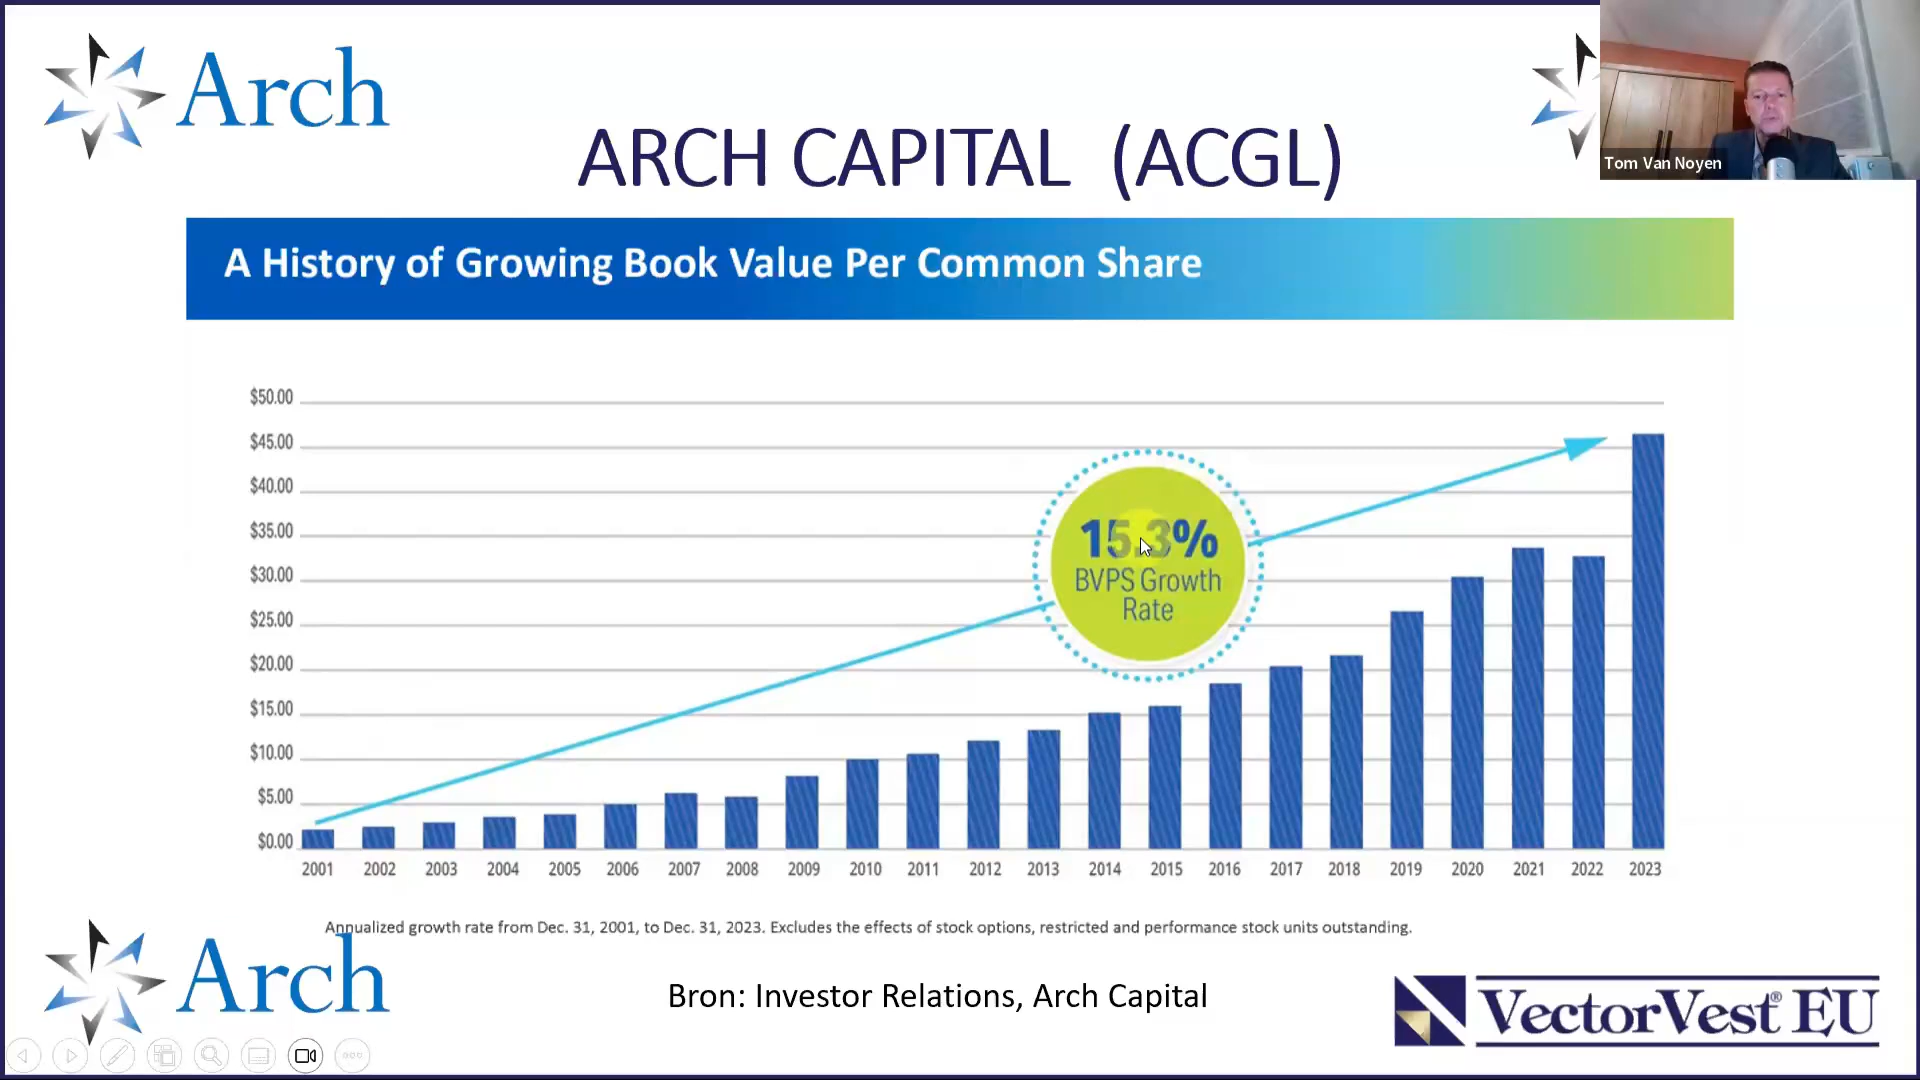 Arch
ARCH CAPITAL (ACGL)
Tom Van Noyen
A History of Growing Book Value Per Common Share
$50.00
$45.00
$40.00
$35.00
$30.00
$25.00
$20.00
$15.00
$10.00
$5.00
$0.00
15.3%
BVPS Growth
Rate
2001 2002 2003 2004 2005 2006 2007 2008 2009 2010 2011 2012 2013 2014 2015 2016 2017 2018 2019 2020 2021 2022 2023
Annualized growth rate from Dec. 31, 2001, to Dec. 31, 2023. Excludes the effects of stock options, restricted and performance stock units outstanding.
Arch
Bron: Investor Relations, Arch Capital
VectorVest® EU